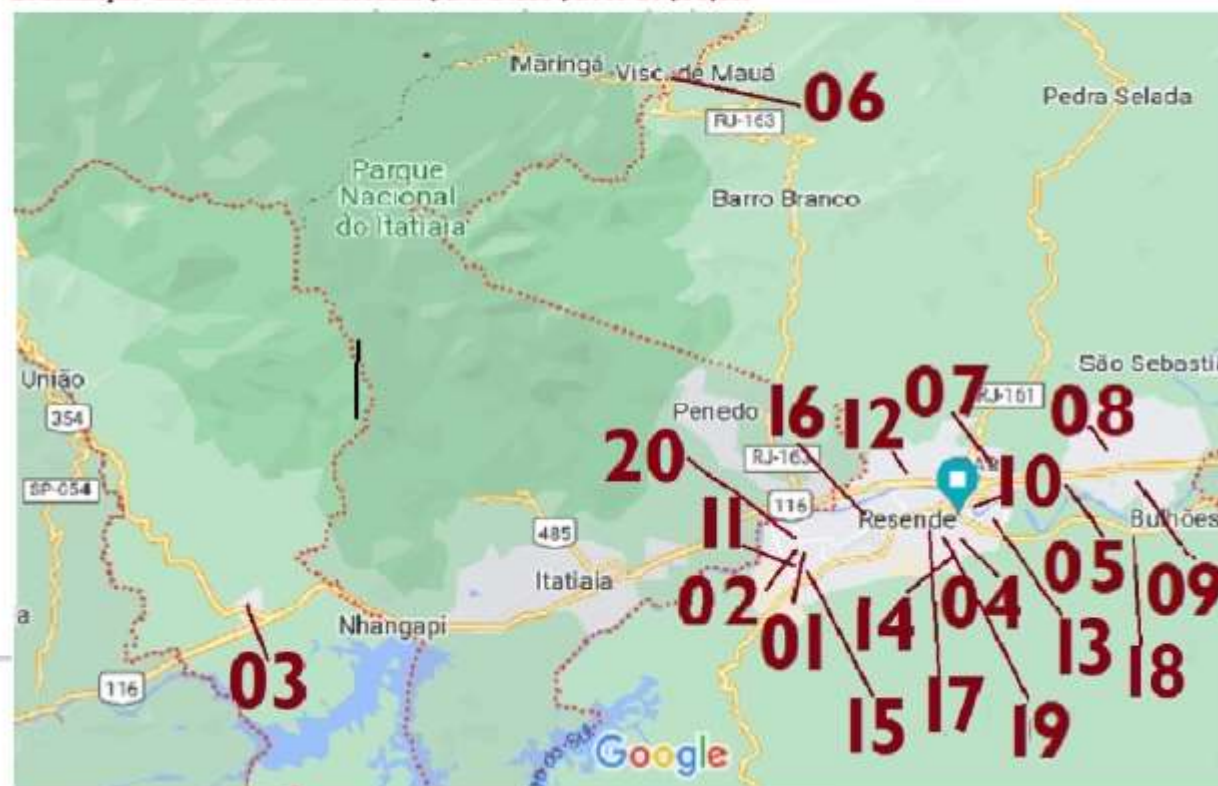 Maringá
Visc. de Mauá
06
Pedra Selada
RJ-163
Parque
Nacional
do Itatiaia
Barro Branco
União
354
Penedo
16
12
07
RJ-161
São Sebasti
08
20
RJ-163
SP-054
116
Resende
10
11
485
Bulhões
Itatiaia
02
01
14
04
05
09
a
Nhangapi
13
18
03
116
15
17
19
Google